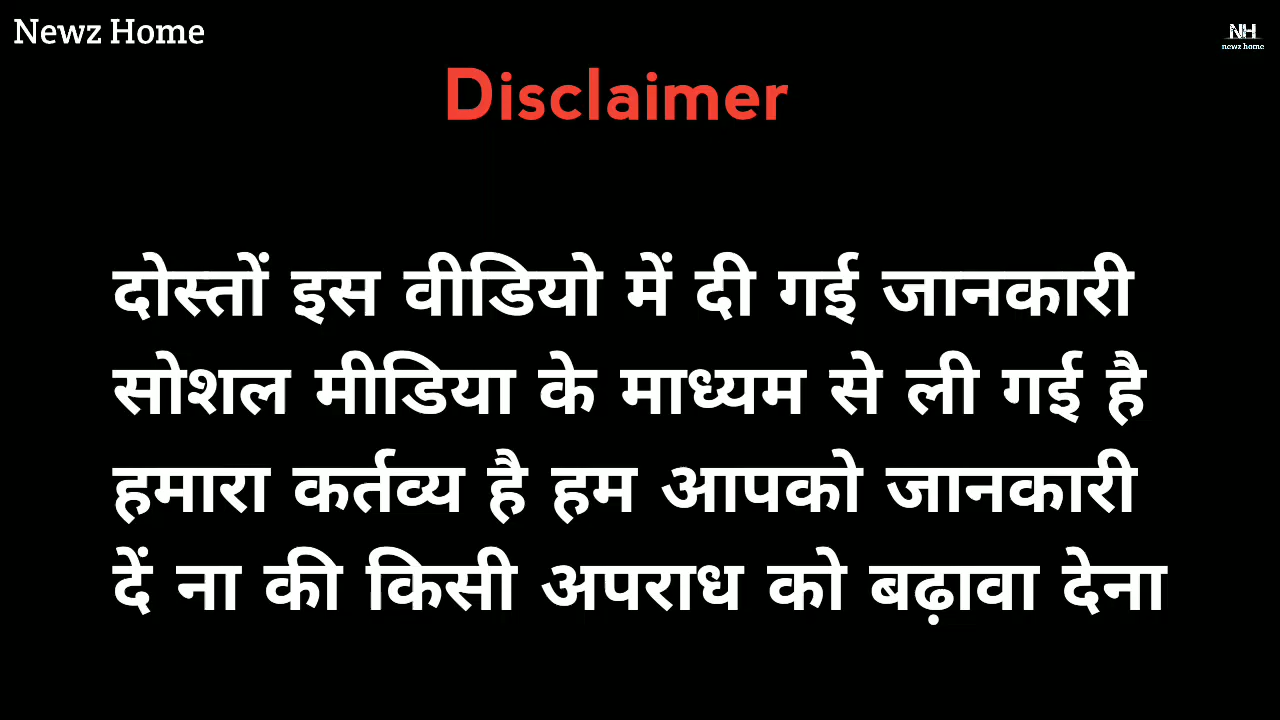 Newz Home
NH
newz home
Disclaimer
दोस्तों इस वीडियो में दी गई जानकारी
सोशल मीडिया के माध्यम से ली गई है
हमारा कर्तव्य है हम आपको जानकारी
दें ना की किसी अपराध को बढ़ावा देना